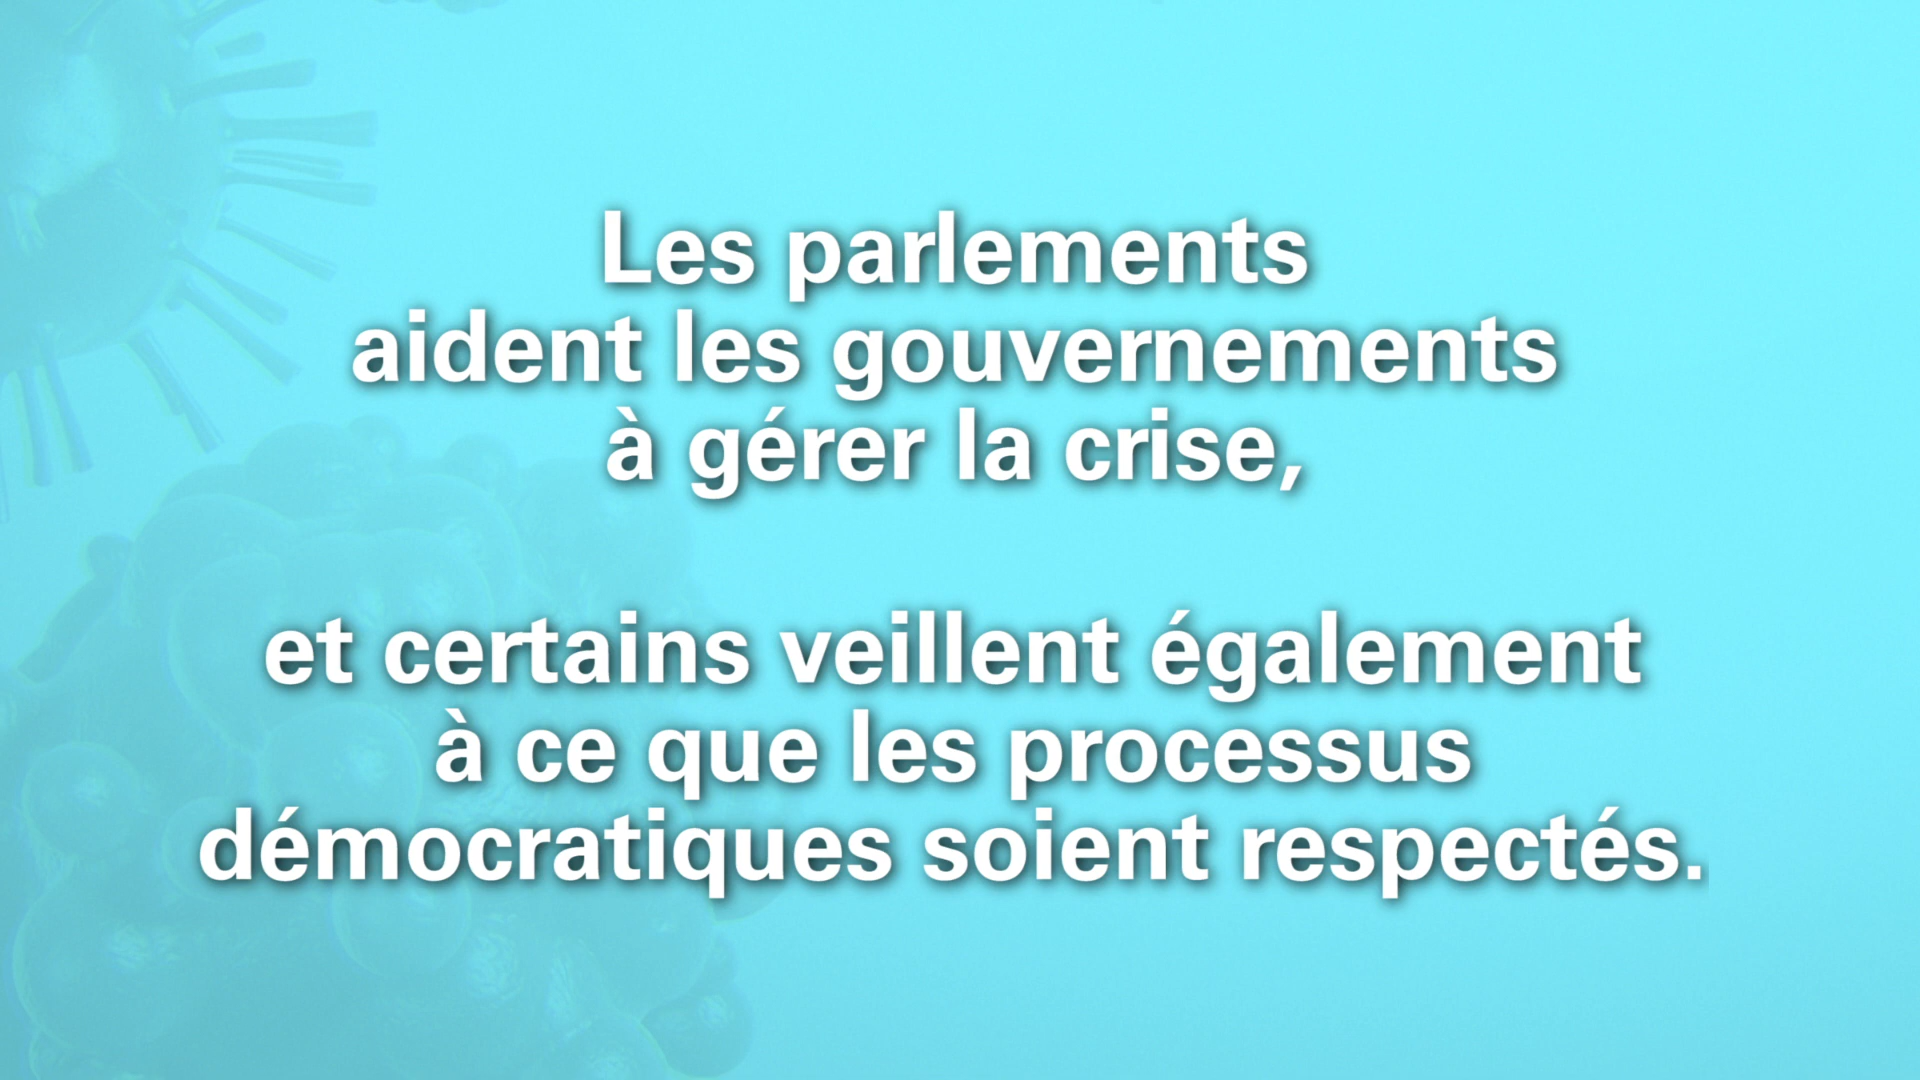 Les parlements
aident les gouvernements
à gérer la crise,
et certains veillent également
à ce que les processus
démocratiques soient respectés.